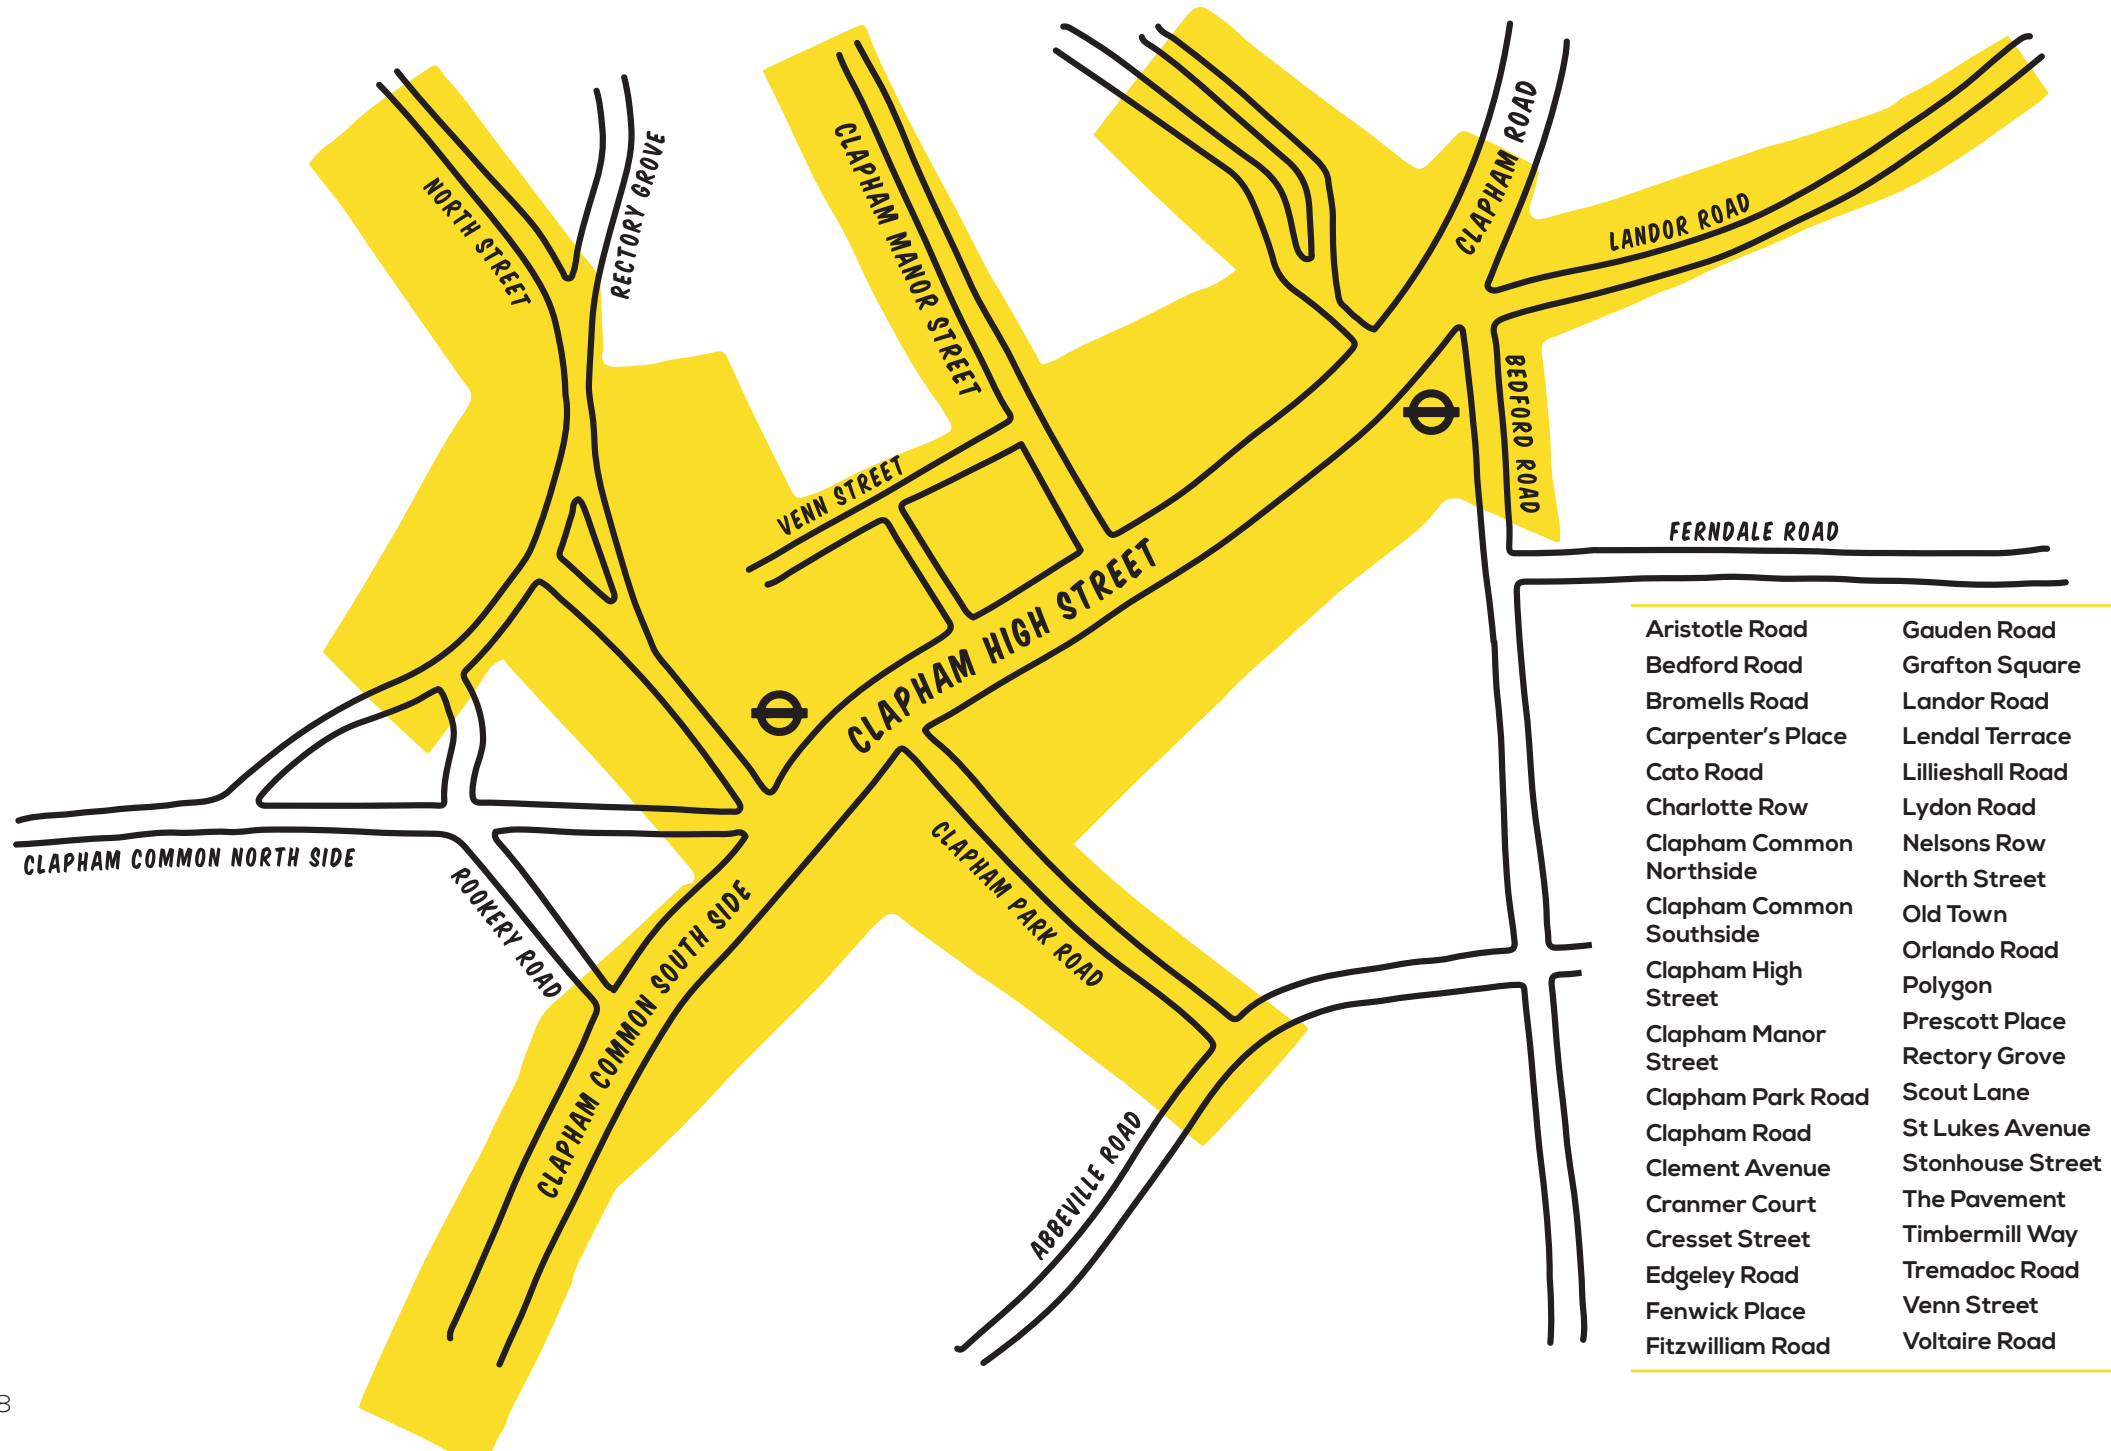 NORTH STREET
RECTORY GROVE
CLAPHAM MANOR STREET
CLAPHAM ROAD
LANDOR ROAD
BEDFORD ROAD
VENN STREET
FERNDALE ROAD
CLAPHAM HIGH STREET
CLAPHAM COMMON NORTH SIDE
ROOKERY ROAD
CLAPHAM COMMON SOUTH SIDE
CLAPHAM PARK ROAD
ABBEVILLE ROAD
Aristotle Road
Bedford Road
Bromells Road
Carpenter's Place
Cato Road
Charlotte Row
Clapham Common
Northside
Clapham Common
Southside
Clapham High
Street
Clapham Manor
Street
Clapham Park Road
Clapham Road
Clement Avenue
Cranmer Court
Cresset Street
Edgeley Road
Fenwick Place
Fitzwilliam Road
Gauden Road
Grafton Square
Landor Road
Lendal Terrace
Lillieshall Road
Lydon Road
Nelsons Row
North Street
Old Town
Orlando Road
Polygon
Prescott Place
Rectory Grove
Scout Lane
St Lukes Avenue
Stonhouse Street
The Pavement
Timbermill Way
Tremadoc Road
Venn Street
Voltaire Road
8